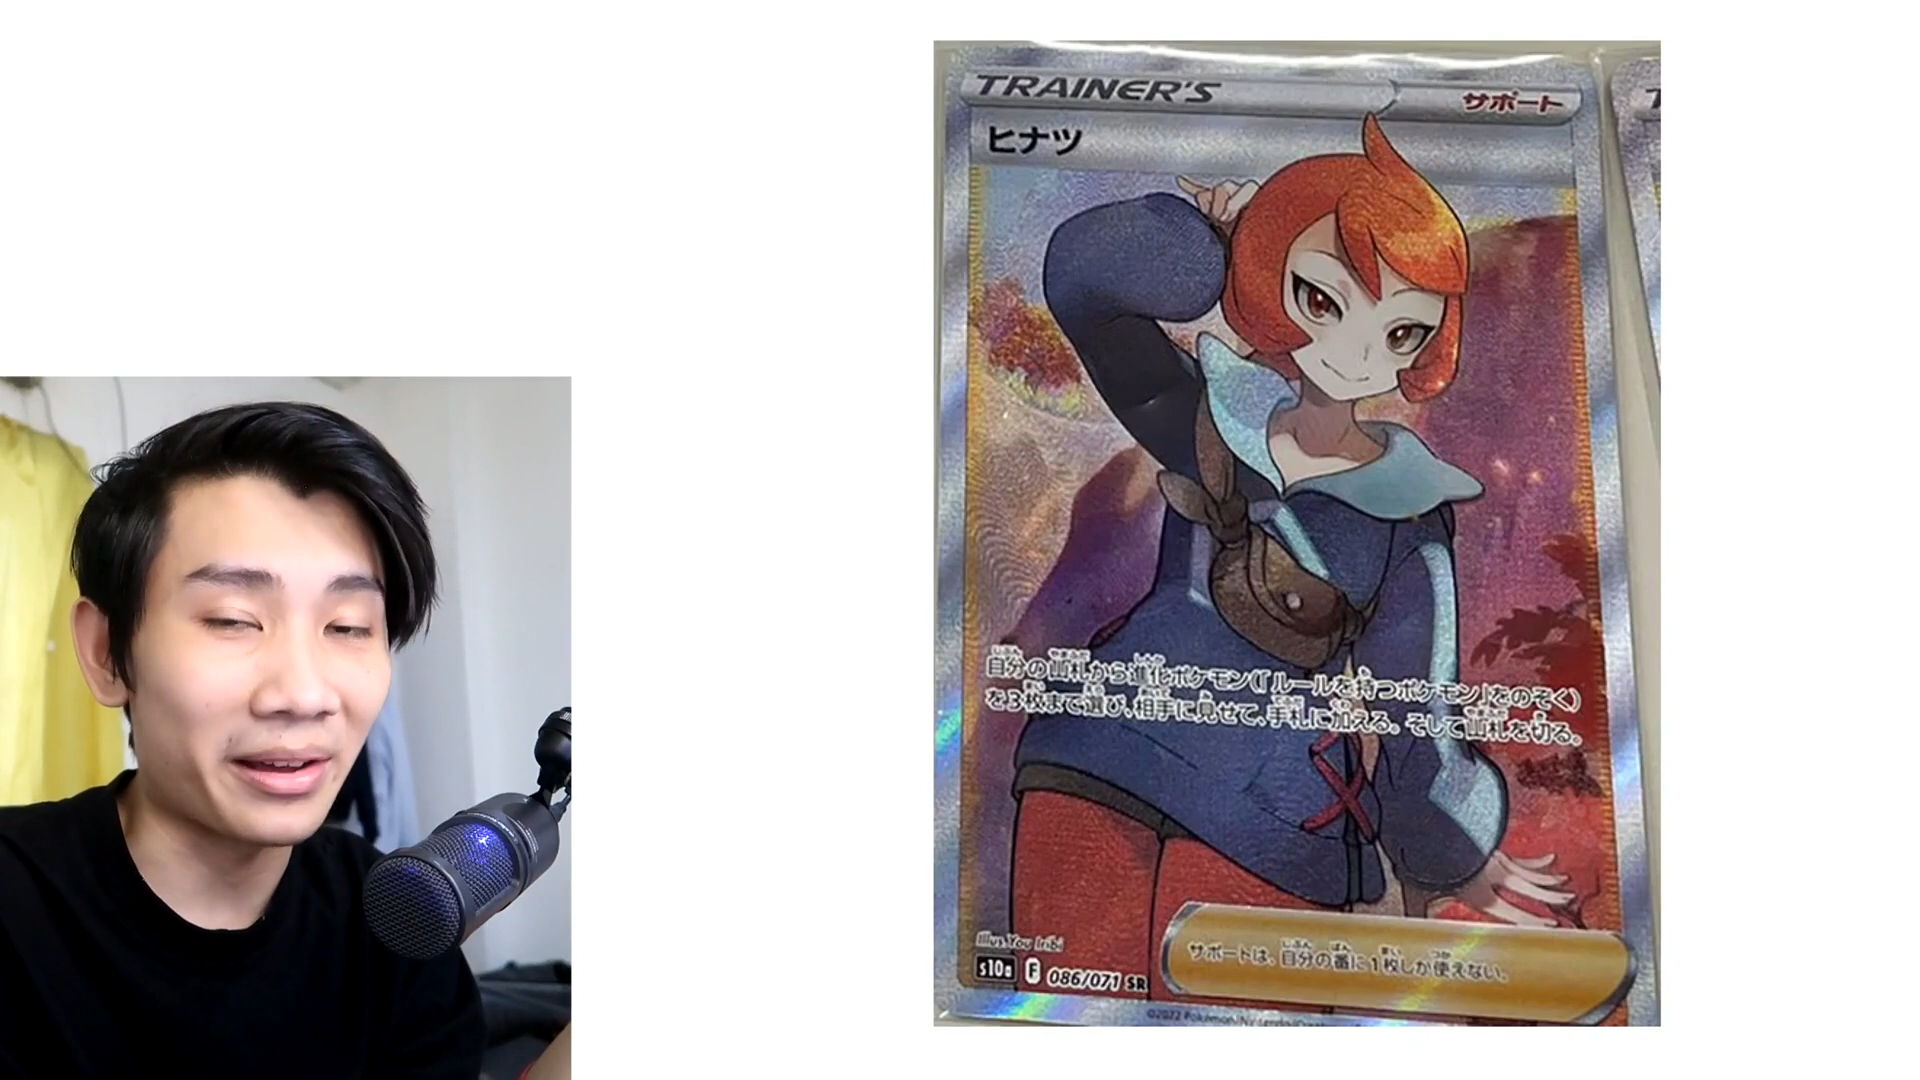 TRAINER'S サポート
ヒナツ
自分の山札から進化ポケモン(「ルールを持つポケモン」をのぞく)
を3枚まで選び、相手に見せて、手札に加える。そして山札を切る。
Illus. You Iribi
サポートは、自分の番に1枚しか使えない。
s10a F 086/071 SR
©2022 Pokémon/Nintendo/Creatures